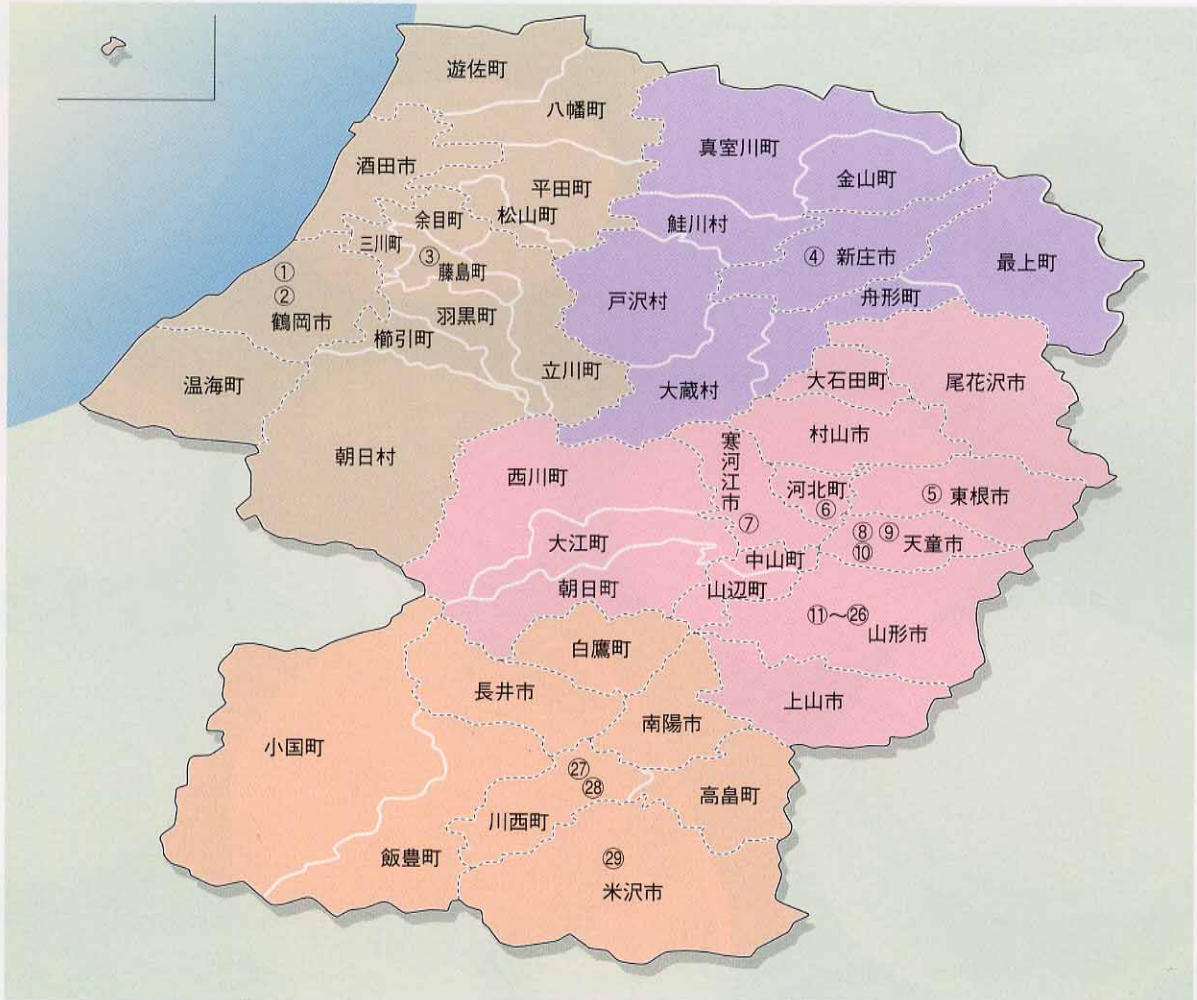 遊佐町
八幡町
酒田市
平田町
松山町
余目町
三川町
③
藤島町
①
②
鶴岡市
羽黒町
櫛引町
立川町
温海町
朝日村
真室川町
金山町
鮭川村
④ 新庄市
最上町
舟形町
戸沢村
大蔵村
大石田町
尾花沢市
村山市
寒河江市
⑦
河北町
⑥
⑤ 東根市
西川町
⑧ ⑨
⑩
天童市
大江町
中山町
朝日町
山辺町
⑪〜㉖
山形市
上山市
白鷹町
長井市
南陽市
小国町
㉗
㉘
高畠町
川西町
飯豊町
㉙
米沢市